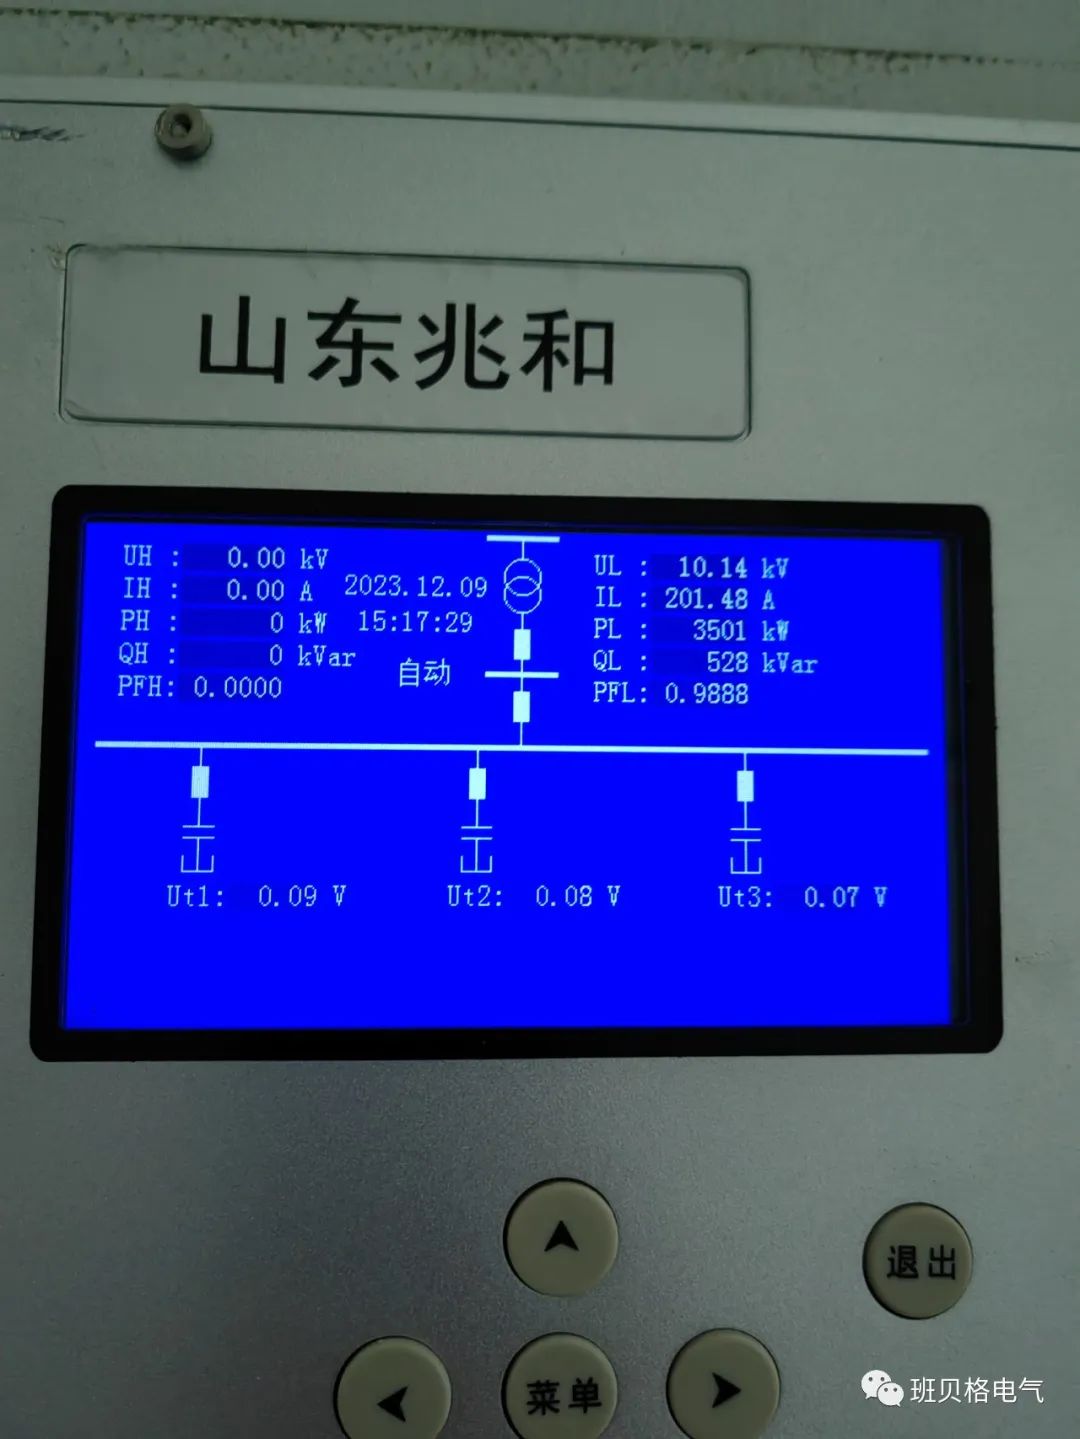 山东兆和
UH : 0.00 kV
IH : 0.00 A
PH : 0 kW
QH : 0 kVar
PFH: 0.0000
2023.12.09
15:17:29
自动
UL : 10.14 kV
IL : 201.48 A
PL : 3501 kW
QL : 528 kVar
PFL: 0.9888
Ut1: 0.09 V
Ut2: 0.08 V
Ut3: 0.07 V
退出
菜单
班贝格电气